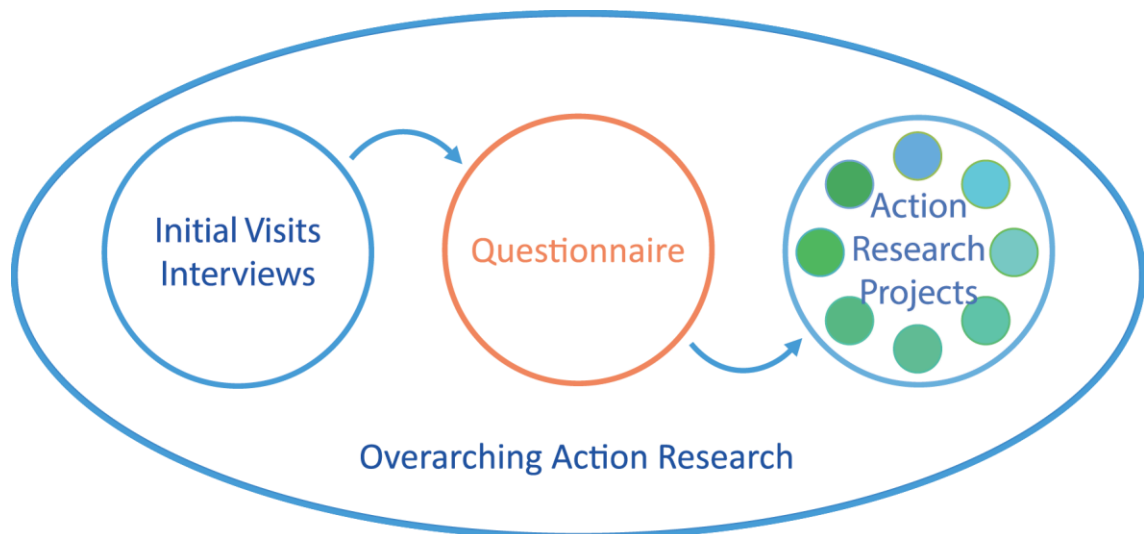 Initial Visits
Interviews
Questionnaire
Action
Research
Projects
Overarching Action Research